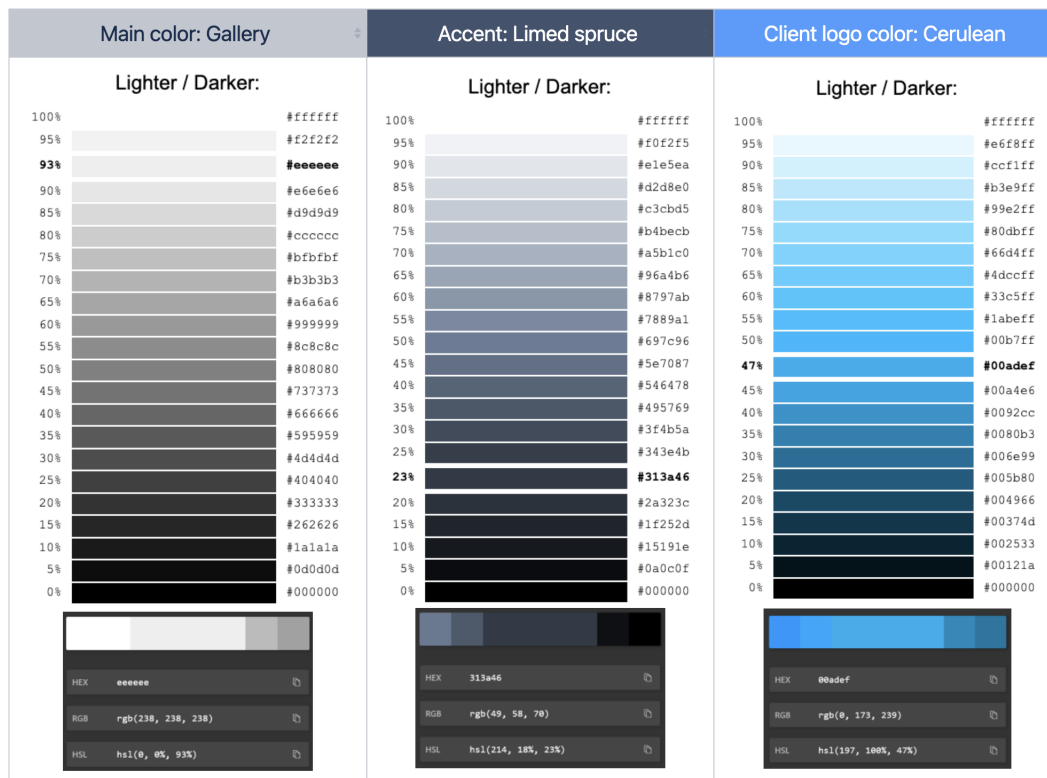 Main color: Gallery
Lighter / Darker:
100% #ffffff
95% #f2f2f2
93% #eeeeee
90% #e6e6e6
85% #d9d9d9
80% #cccccc
75% #bfbfbf
70% #b3b3b3
65% #a6a6a6
60% #999999
55% #8c8c8c
50% #808080
45% #737373
40% #666666
35% #595959
30% #4d4d4d
25% #404040
20% #333333
15% #262626
10% #1a1a1a
5% #0d0d0d
0% #000000
HEX eeeeee
RGB rgb(238, 238, 238)
HSL hsl(0, 0%, 93%)
Accent: Limed spruce
Lighter / Darker:
100% #ffffff
95% #f0f2f5
90% #e1e5ea
85% #d2d8e0
80% #c3cbd5
75% #b4becb
70% #a5b1c0
65% #96a4b6
60% #8797ab
55% #7889a1
50% #697c96
45% #5e7087
40% #546478
35% #495769
30% #3f4b5a
25% #343e4b
23% #313a46
20% #2a323c
15% #1f252d
10% #15191e
5% #0a0c0f
0% #000000
HEX 313a46
RGB rgb(49, 58, 70)
HSL hsl(214, 18%, 23%)
Client logo color: Cerulean
Lighter / Darker:
100% #ffffff
95% #e6f8ff
90% #ccf1ff
85% #b3e9ff
80% #99e2ff
75% #80dbff
70% #66d4ff
65% #4dccff
60% #33c5ff
55% #1abeff
50% #00b7ff
47% #00adef
45% #00a4e6
40% #0092cc
35% #0080b3
30% #006e99
25% #005b80
20% #004966
15% #00374d
10% #002533
5% #00121a
0% #000000
HEX 00adef
RGB rgb(0, 173, 239)
HSL hsl(197, 100%, 47%)